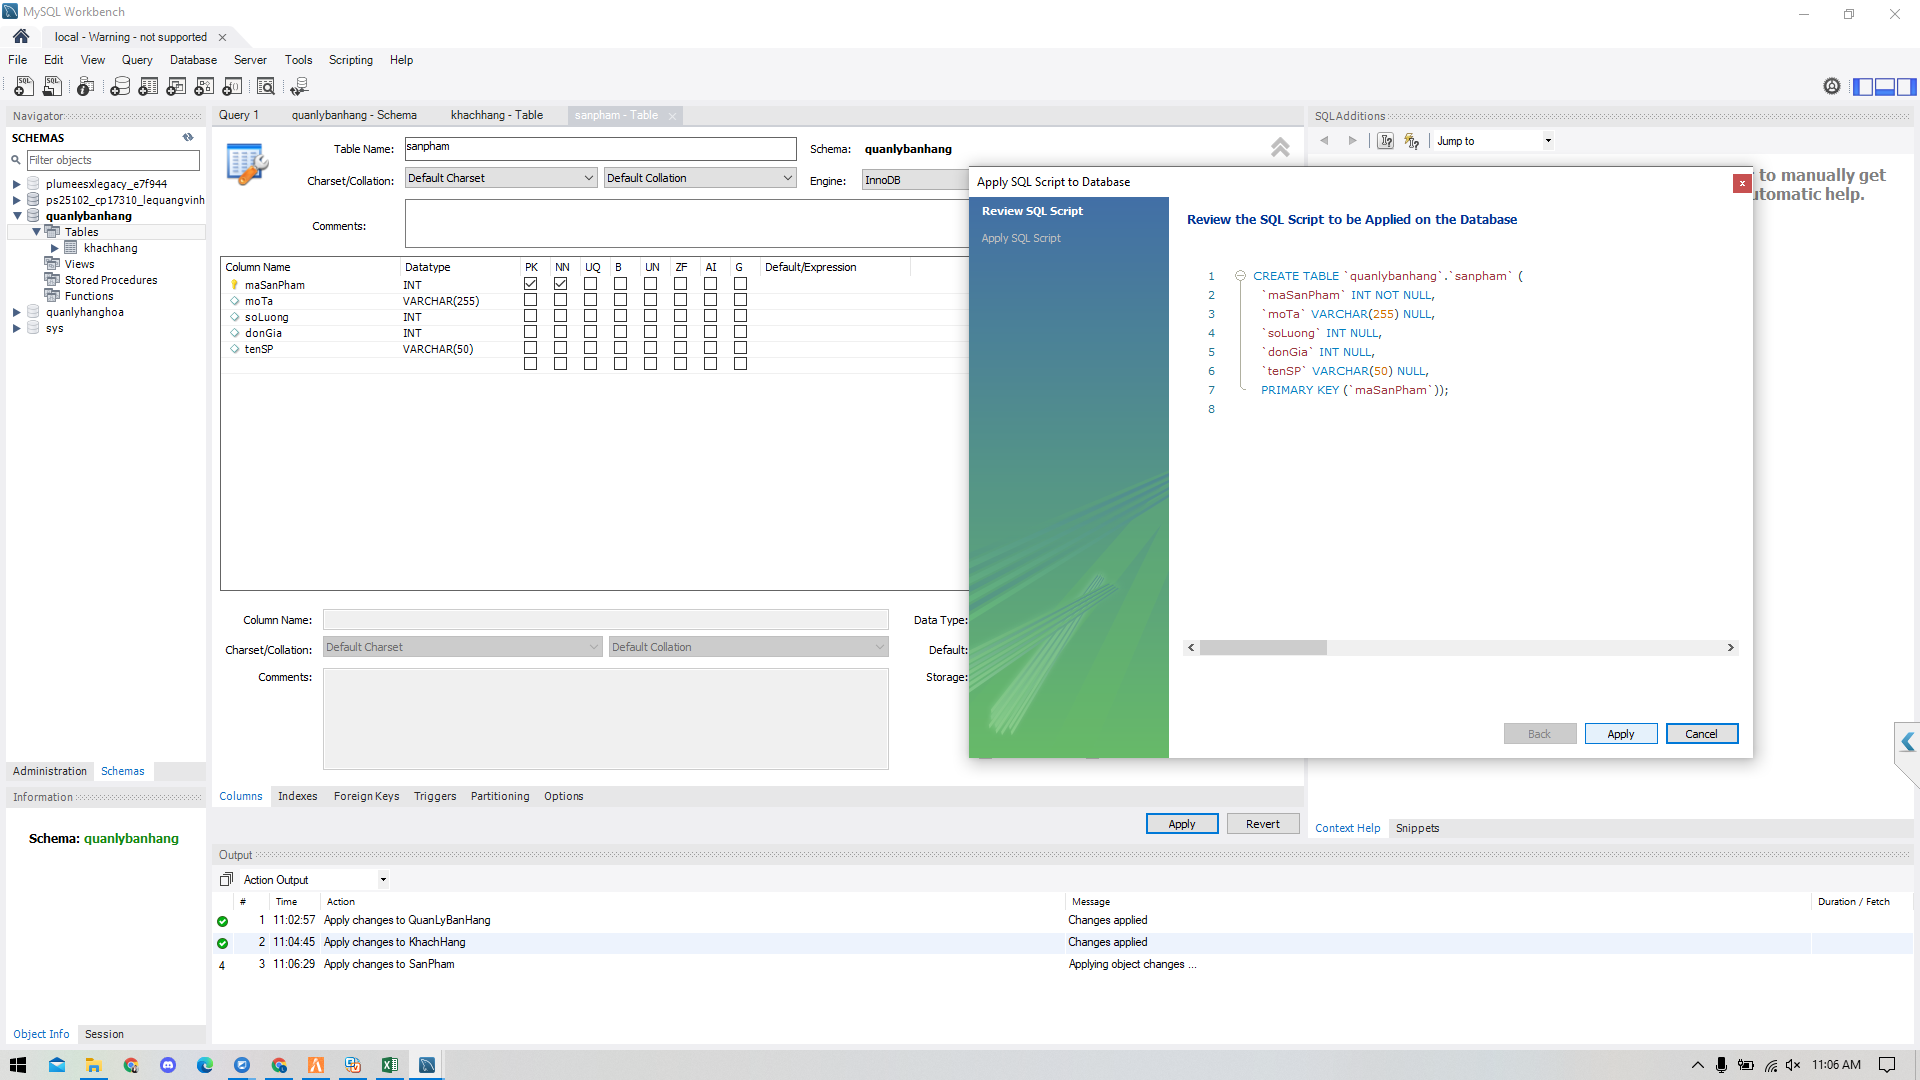 MySQL Workbench
local - Warning - not supported
File Edit View Query Database Server Tools Scripting Help
Navigator
SCHEMAS
Filter objects
plumeesxlegacy_e7f944
ps25102_cp17310_lequangvinh
quanlybanhang
Tables
khachhang
Views
Stored Procedures
Functions
quanlyhanghoa
sys
Administration Schemas
Information
Schema: quanlybanhang
Object Info Session
Query 1 quanlybanhang - Schema khachhang - Table sanpham - Table
Table Name: sanpham Schema: quanlybanhang
Charset/Collation: Default Charset Default Collation Engine: InnoDB
Comments:
Column Name Datatype PK NN UQ B UN ZF AI G Default/Expression
maSanPham INT
moTa VARCHAR(255)
soLuong INT
donGia INT
tenSP VARCHAR(50)
Column Name: Data Type:
Charset/Collation: Default Charset Default Collation Default:
Comments: Storage:
Columns Indexes Foreign Keys Triggers Partitioning Options
Apply Revert
SQLAdditions
Jump to
to manually get
utomatic help.
Context Help Snippets
Apply SQL Script to Database
x
Review SQL Script
Apply SQL Script
Review the SQL Script to be Applied on the Database
1 CREATE TABLE `quanlybanhang`.`sanpham` (
2 `maSanPham` INT NOT NULL,
3 `moTa` VARCHAR(255) NULL,
4 `soLuong` INT NULL,
5 `donGia` INT NULL,
6 `tenSP` VARCHAR(50) NULL,
7 PRIMARY KEY (`maSanPham`));
8
Back Apply Cancel
Output
Action Output
# Time Action Message Duration / Fetch
1 11:02:57 Apply changes to QuanLyBanHang Changes applied
2 11:04:45 Apply changes to KhachHang Changes applied
4 3 11:06:29 Apply changes to SanPham Applying object changes ...
11:06 AM